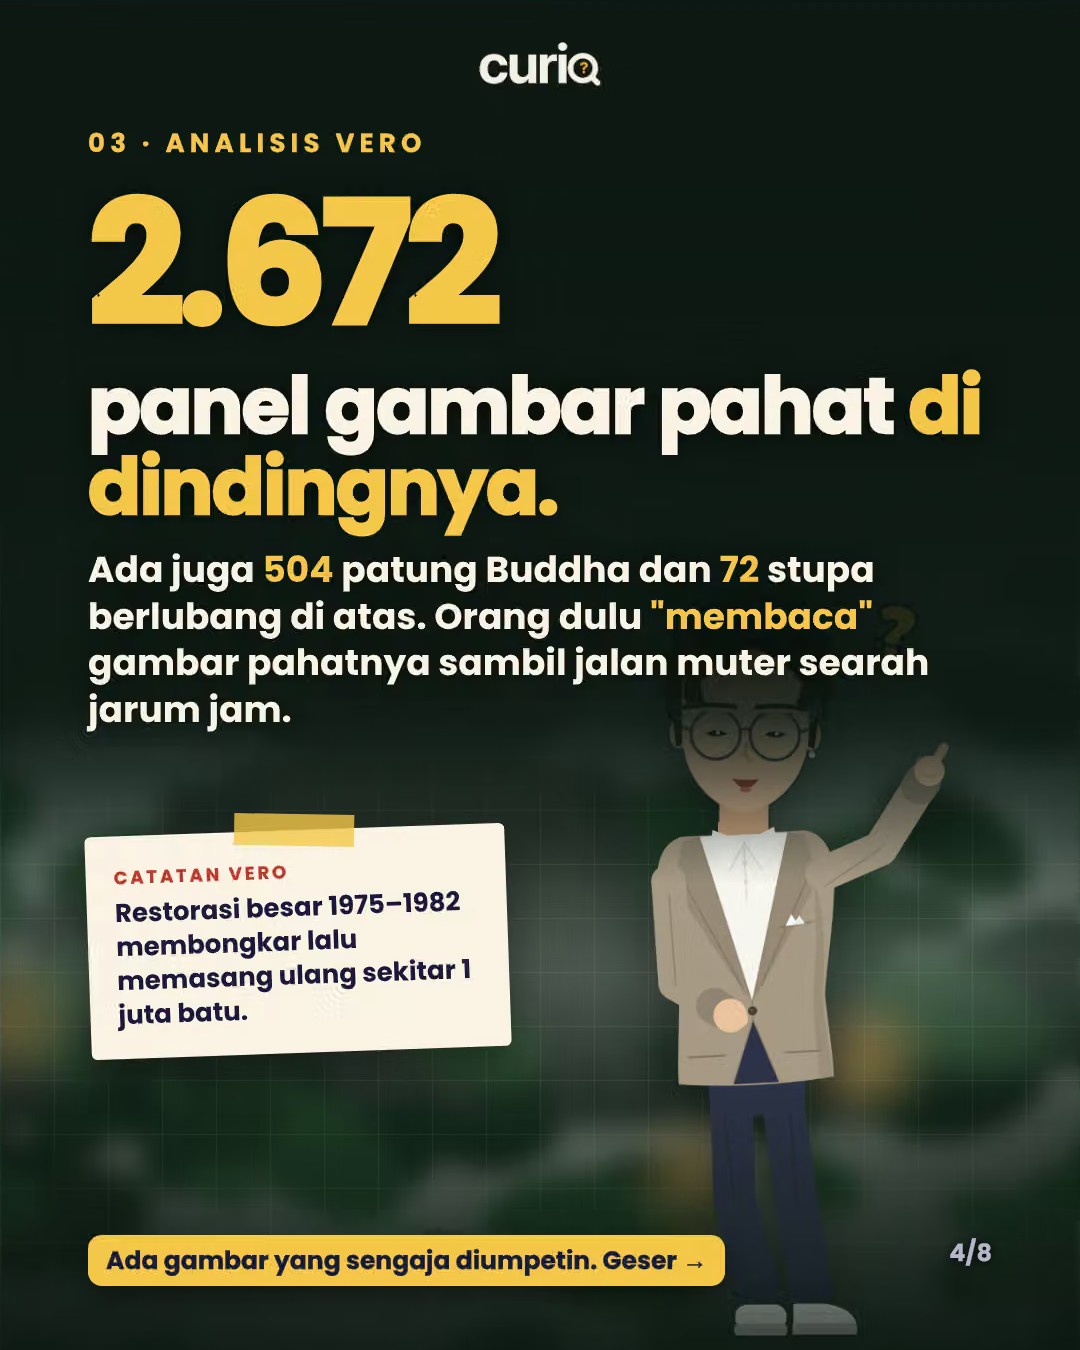 curiQ
03 · ANALISIS VERO
2.672
panel gambar pahat di
dindingnya.
Ada juga 504 patung Buddha dan 72 stupa
berlubang di atas. Orang dulu "membaca"
gambar pahatnya sambil jalan muter searah
jarum jam.
?
CATATAN VERO
Restorasi besar 1975–1982
membongkar lalu
memasang ulang sekitar 1
juta batu.
Ada gambar yang sengaja diumpetin. Geser →
4/8